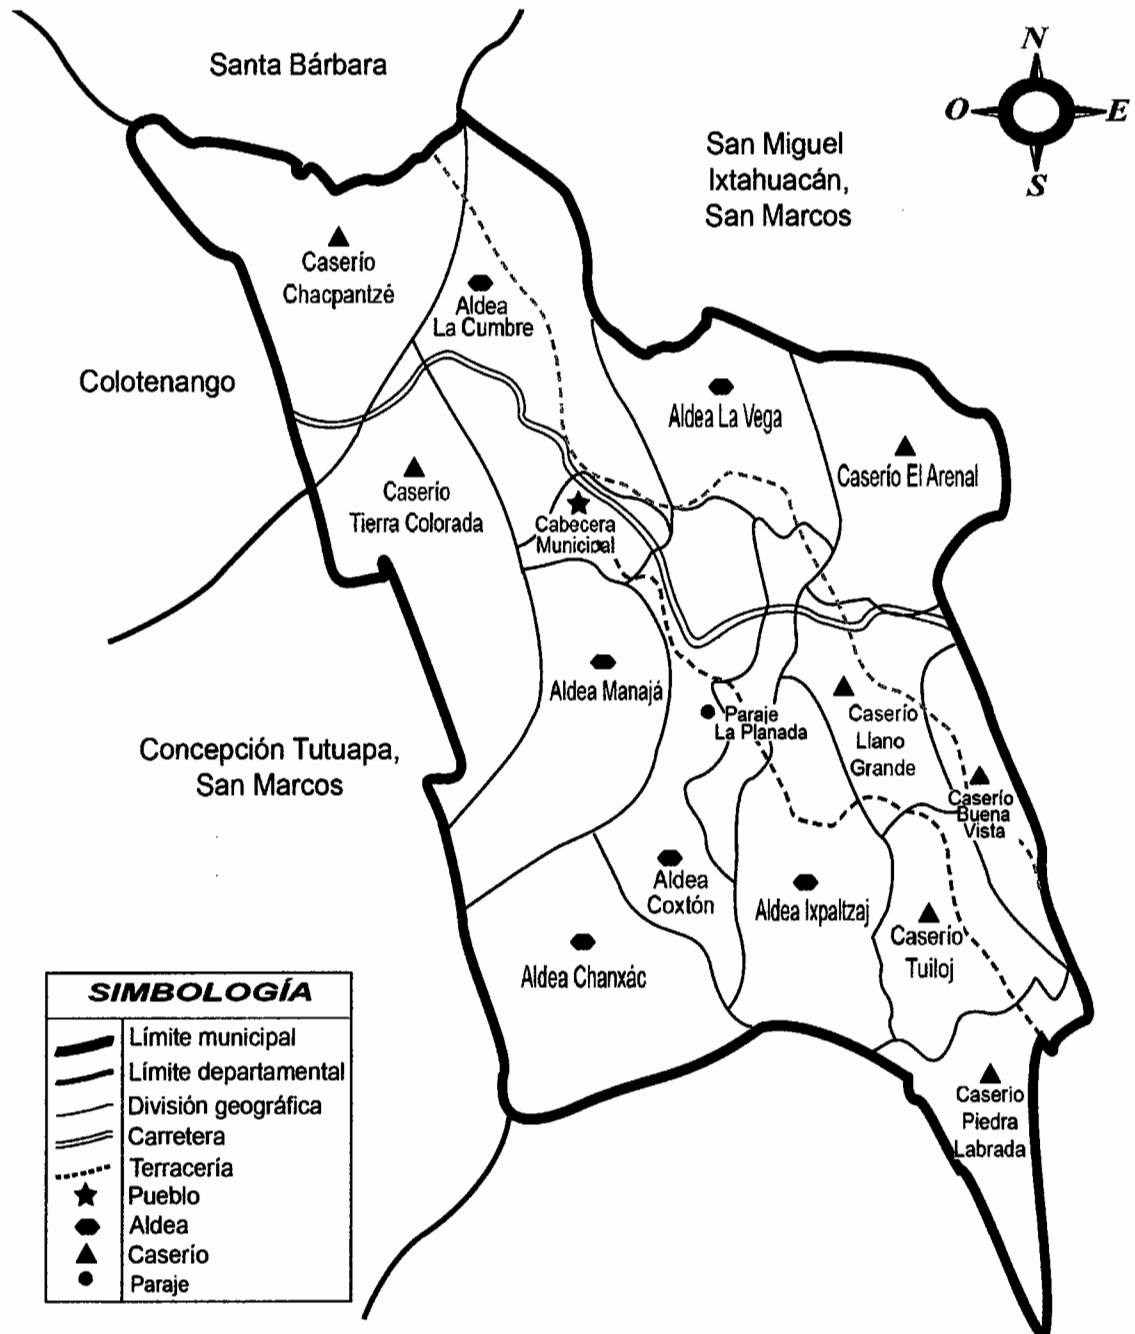 Santa Bárbara
N
O
E
S
San Miguel
Ixtahuacán,
San Marcos
Caserío
Chacpantzé
Aldea
La Cumbre
Colotenango
Aldea La Vega
Caserío El Arenal
Caserío
Tierra Colorada
Cabecera
Municipal
Aldea Manajá
Paraje
La Planada
Caserío
Llano
Grande
Concepción Tutuapa,
San Marcos
Caserío
Buena
Vista
Aldea
Coxtón
Aldea Ixpaltzaj
Caserío
Tuiloj
Aldea Chanxác
Caserio
Piedra
Labrada
SIMBOLOGÍA
Límite municipal
Límite departamental
División geográfica
Carretera
Terracería
Pueblo
Aldea
Caserío
Paraje